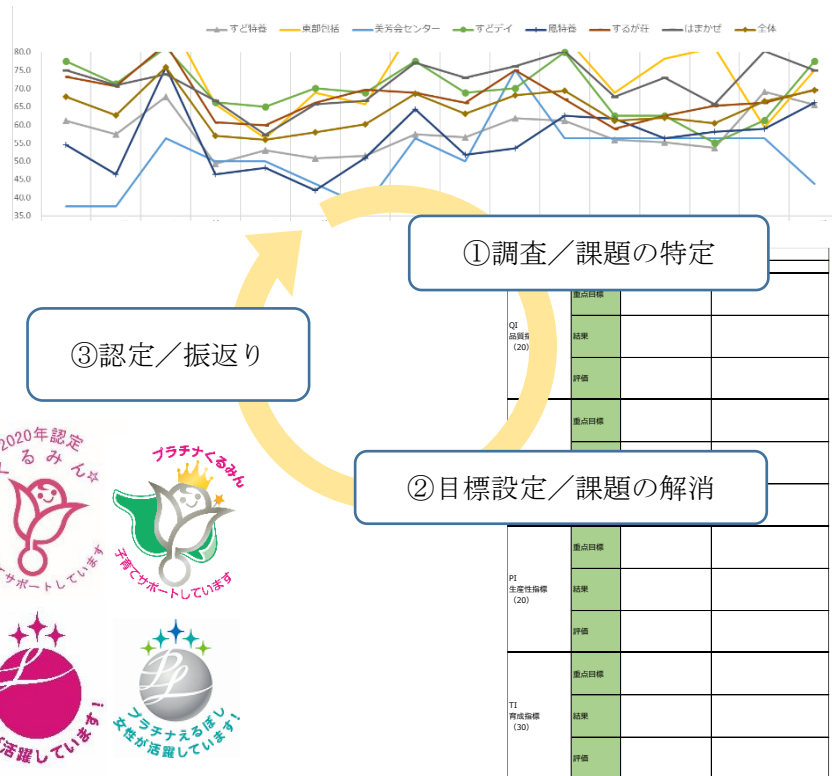 すど特養 東部包括 美芳会センター すどデイ 風特養 するが荘 はまかぜ 全体
80.0
75.0
70.0
65.0
60.0
55.0
50.0
45.0
40.0
35.0
①調査／課題の特定
③認定／振返り
②目標設定／課題の解消
重点目標
QI
品質指
(20)
結果
評価
重点目標
PI
生産性指標
(20)
重点目標
結果
評価
TI
育成指標
(30)
重点目標
結果
評価
2020年認定
くるみん
てサポートしています
プラチナくるみん
子育てサポートしています
が活躍しています!
プラチナえるぼし
女性が活躍しています!